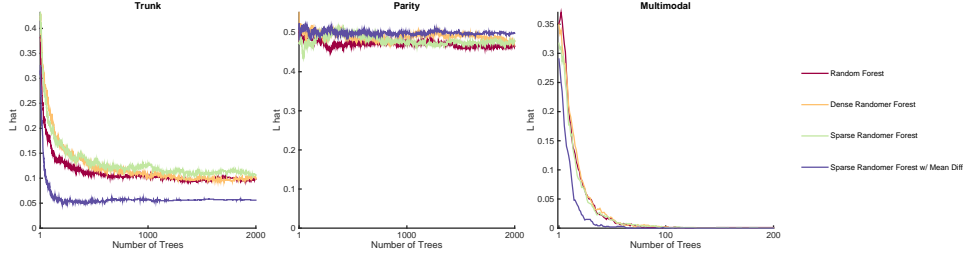 Trunk
0.4
0.35
0.3
0.25
0.2
0.15
0.1
0.05
0
L hat
1
1000
2000
Number of Trees
Parity
0.5
0.4
0.3
0.2
0.1
0
L hat
1
1000
2000
Number of Trees
Multimodal
0.35
0.3
0.25
0.2
0.15
0.1
0.05
0
L hat
1
100
200
Number of Trees
Random Forest
Dense Randomer Forest
Sparse Randomer Forest
Sparse Randomer Forest w/ Mean Diff